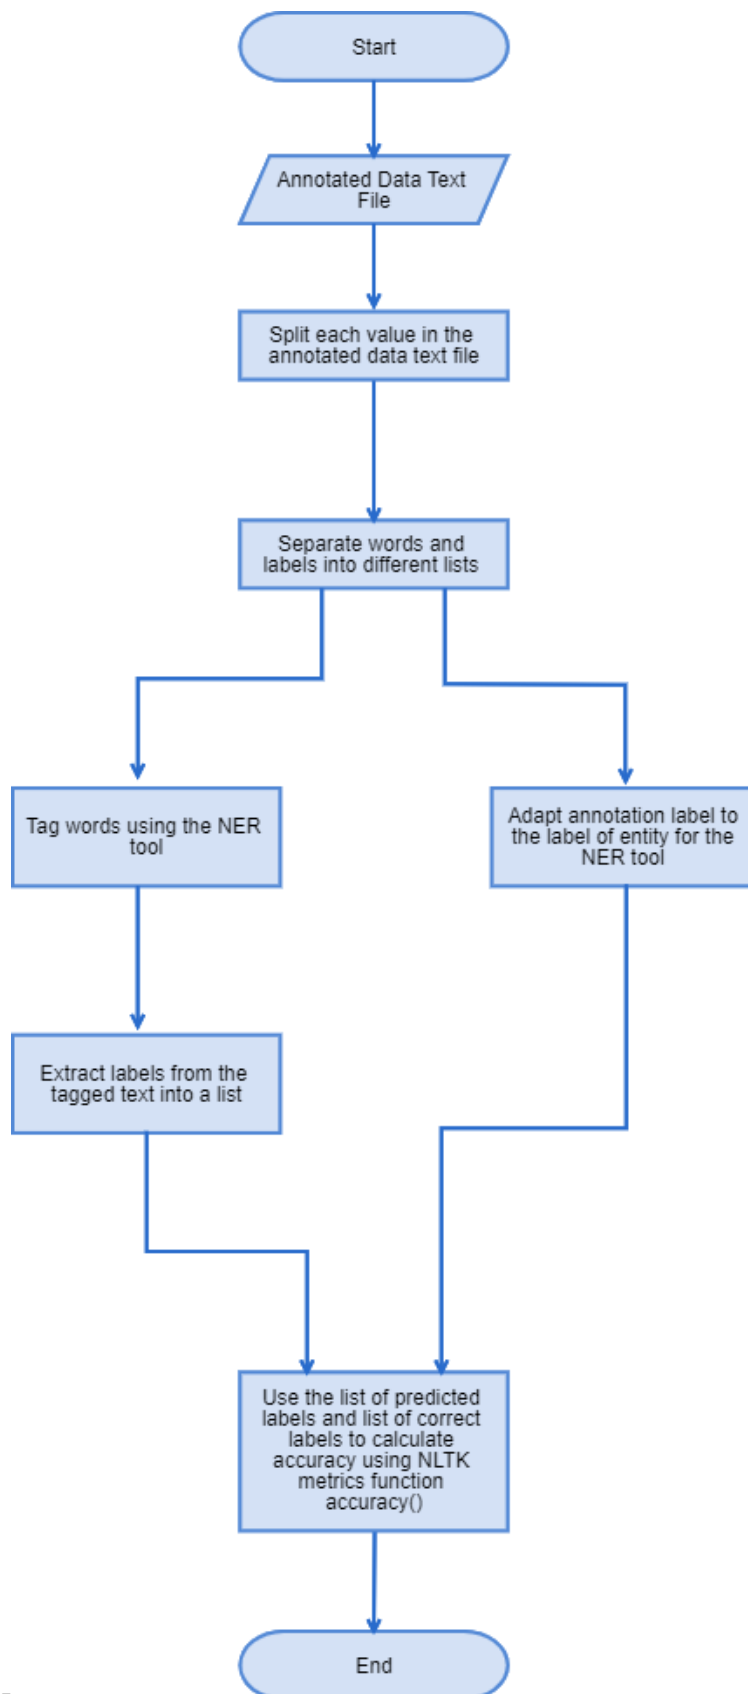 Start
Annotated Data Text
File
Split each value in the
annotated data text file
Separate words and
labels into different lists
Tag words using the NER
tool
Adapt annotation label to
the label of entity for the
NER tool
Extract labels from the
tagged text into a list
Use the list of predicted
labels and list of correct
labels to calculate
accuracy using NLTK
metrics function
accuracy()
End